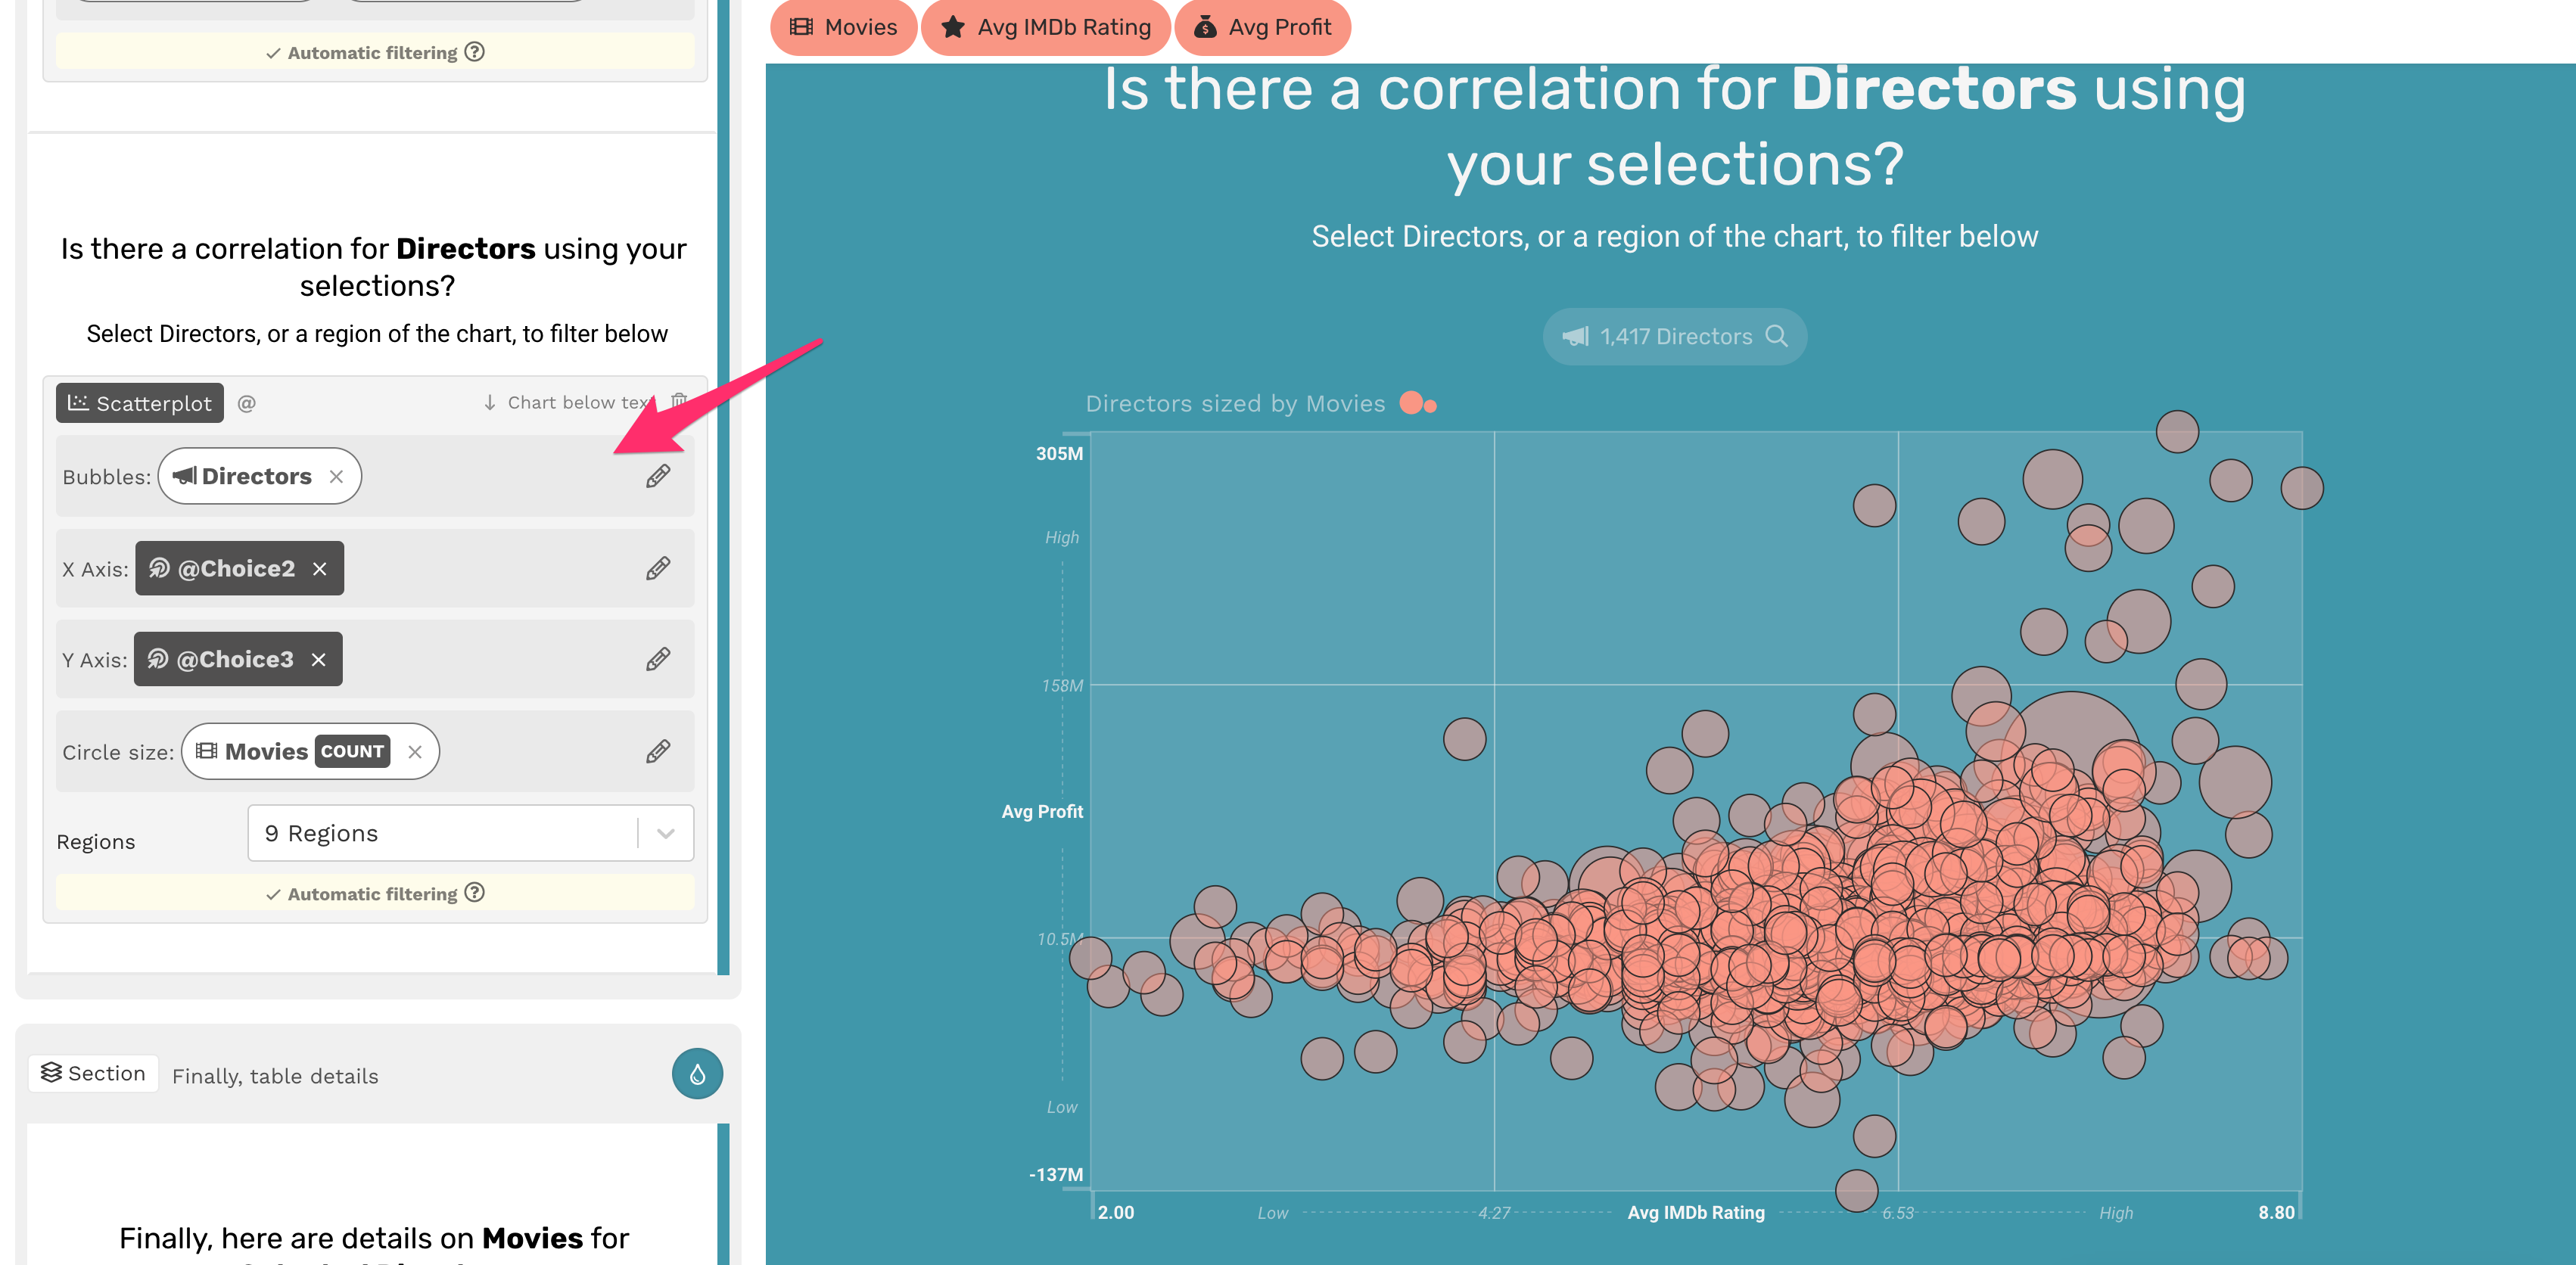 ✓ Automatic filtering ?
Is there a correlation for Directors using your
selections?
Select Directors, or a region of the chart, to filter below
Scatterplot @ ↓ Chart below
Bubbles: Directors ×
X Axis: @Choice2 ×
Y Axis: @Choice3 ×
Circle size: Movies COUNT ×
Regions 9 Regions
✓ Automatic filtering ?
Section Finally, table details
Finally, here are details on Movies for
Movies Avg IMDb Rating Avg Profit
Is there a correlation for Directors using
your selections?
Select Directors, or a region of the chart, to filter below
1,417 Directors
Directors sized by Movies
305M
High
158M
Avg Profit
10.5M
Low
-137M
2.00 Low 4.27 Avg IMDb Rating 6.53 High 8.80